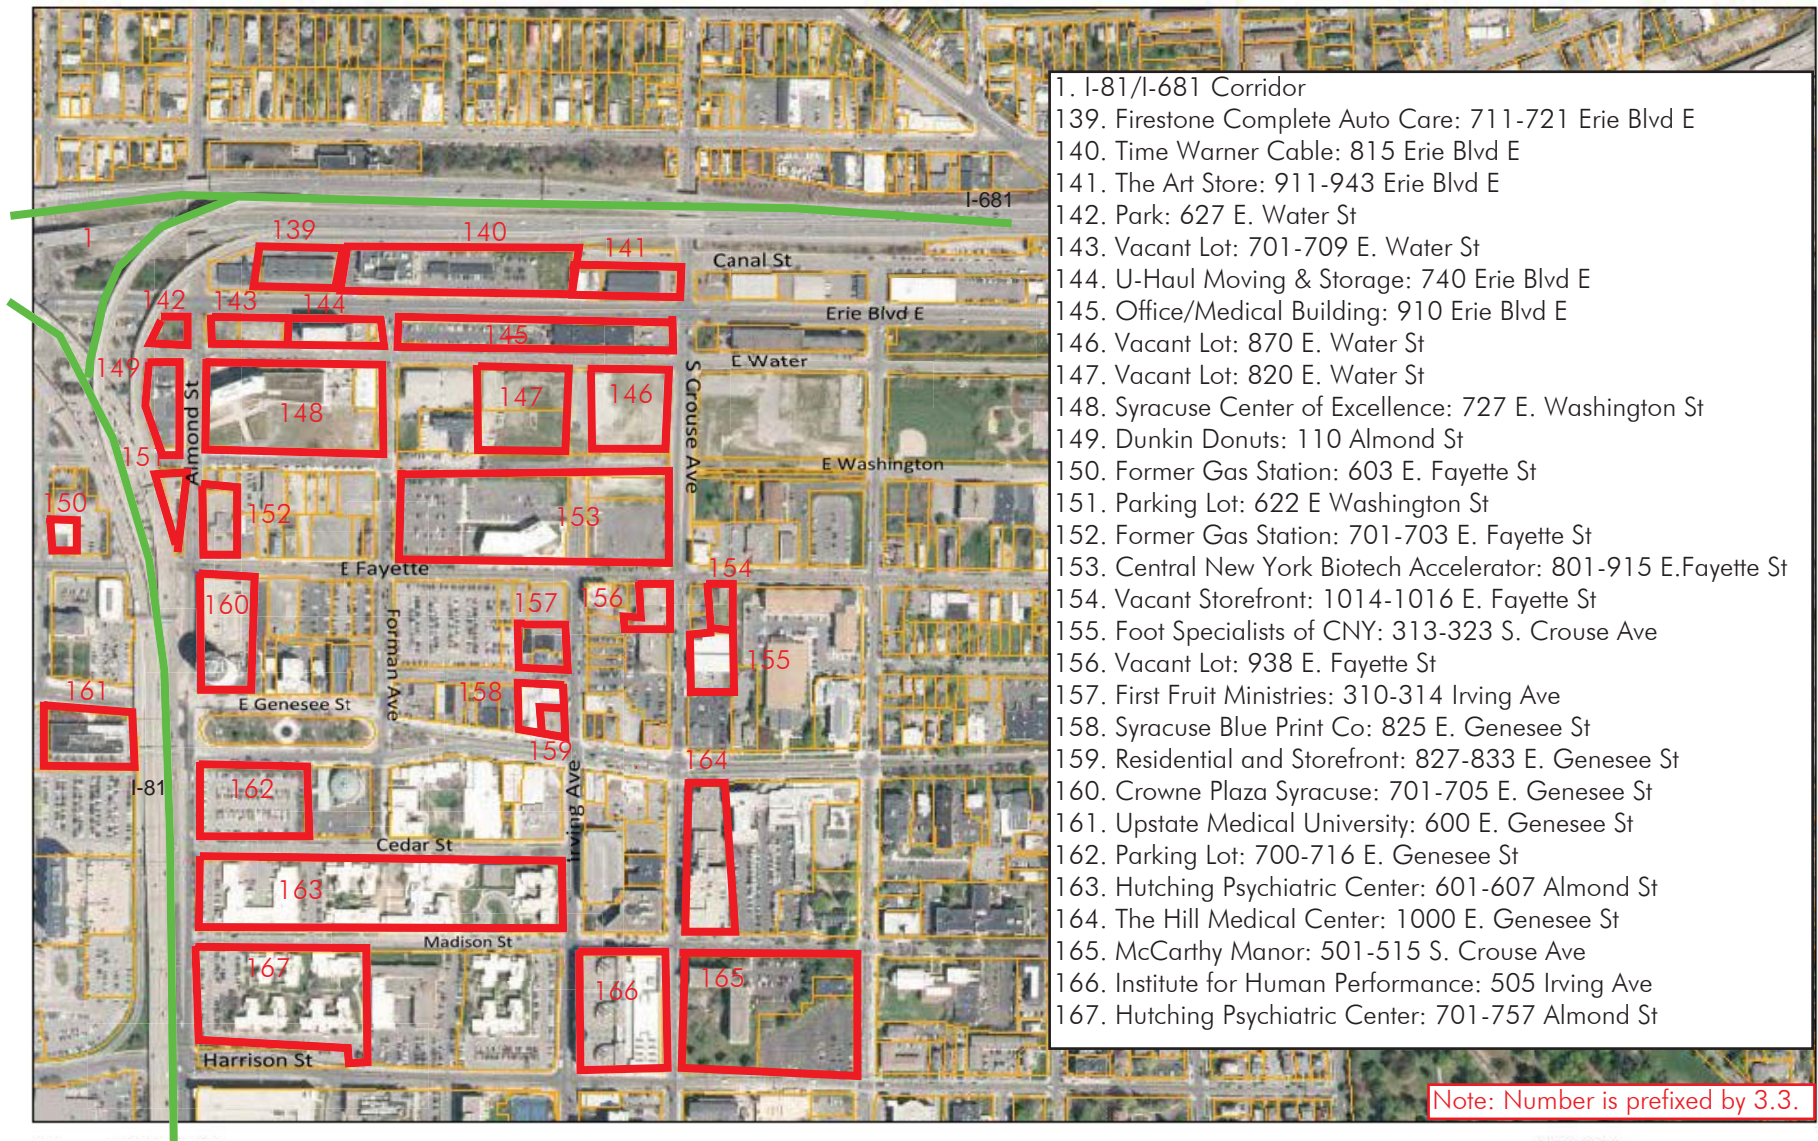 1. I-81/I-681 Corridor
139. Firestone Complete Auto Care: 711-721 Erie Blvd E
140. Time Warner Cable: 815 Erie Blvd E
141. The Art Store: 911-943 Erie Blvd E
142. Park: 627 E. Water St
143. Vacant Lot: 701-709 E. Water St
144. U-Haul Moving & Storage: 740 Erie Blvd E
145. Office/Medical Building: 910 Erie Blvd E
146. Vacant Lot: 870 E. Water St
147. Vacant Lot: 820 E. Water St
148. Syracuse Center of Excellence: 727 E. Washington St
149. Dunkin Donuts: 110 Almond St
150. Former Gas Station: 603 E. Fayette St
151. Parking Lot: 622 E Washington St
152. Former Gas Station: 701-703 E. Fayette St
153. Central New York Biotech Accelerator: 801-915 E.Fayette St
154. Vacant Storefront: 1014-1016 E. Fayette St
155. Foot Specialists of CNY: 313-323 S. Crouse Ave
156. Vacant Lot: 938 E. Fayette St
157. First Fruit Ministries: 310-314 Irving Ave
158. Syracuse Blue Print Co: 825 E. Genesee St
159. Residential and Storefront: 827-833 E. Genesee St
160. Crowne Plaza Syracuse: 701-705 E. Genesee St
161. Upstate Medical University: 600 E. Genesee St
162. Parking Lot: 700-716 E. Genesee St
163. Hutching Psychiatric Center: 601-607 Almond St
164. The Hill Medical Center: 1000 E. Genesee St
165. McCarthy Manor: 501-515 S. Crouse Ave
166. Institute for Human Performance: 505 Irving Ave
167. Hutching Psychiatric Center: 701-757 Almond St
Note: Number is prefixed by 3.3.
I-681
1
139
140
141
Canal St
142
143
144
Erie Blvd E
145
E Water
149
148
147
146
S Crouse Ave
Almond St
15
E Washington
150
152
153
E Fayette
154
160
157
156
Forman Ave
155
161
158
E Genesee St
159
164
I-81
162
Irving Ave
Cedar St
163
Madison St
167
166
165
Harrison St